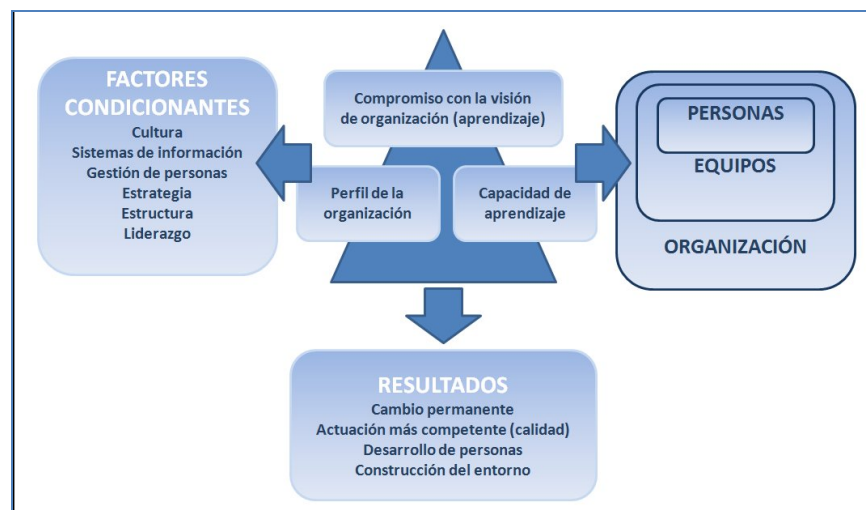 FACTORES
CONDICIONANTES
Cultura
Sistemas de información
Gestión de personas
Estrategia
Estructura
Liderazgo
Compromiso con la visión
de organización (aprendizaje)
Perfil de la
organización
Capacidad de
aprendizaje
PERSONAS
EQUIPOS
ORGANIZACIÓN
RESULTADOS
Cambio permanente
Actuación más competente (calidad)
Desarrollo de personas
Construcción del entorno